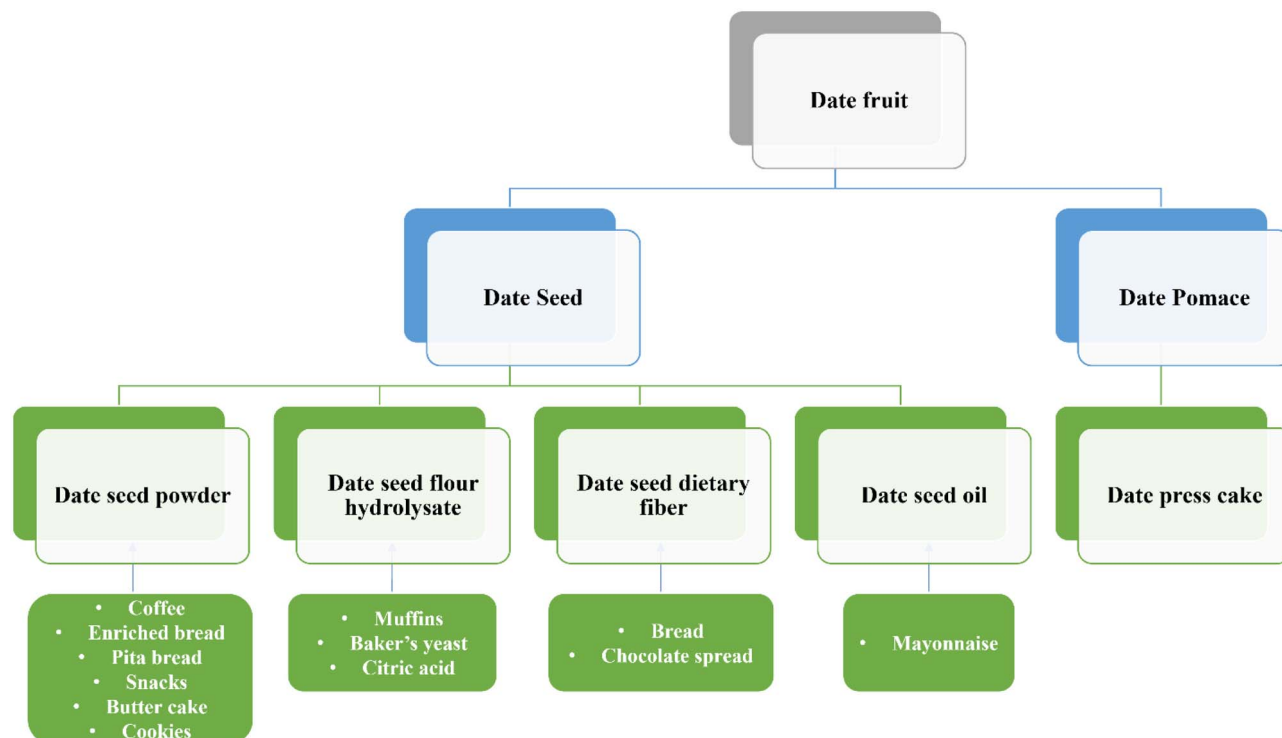 Date fruit
Date Seed
Date Pomace
Date seed powder
Date seed flour
hydrolysate
Date seed dietary
fiber
Date seed oil
Date press cake
• Coffee
• Enriched bread
• Pita bread
• Snacks
• Butter cake
• Cookies
• Muffins
• Baker's yeast
• Citric acid
• Bread
• Chocolate spread
• Mayonnaise